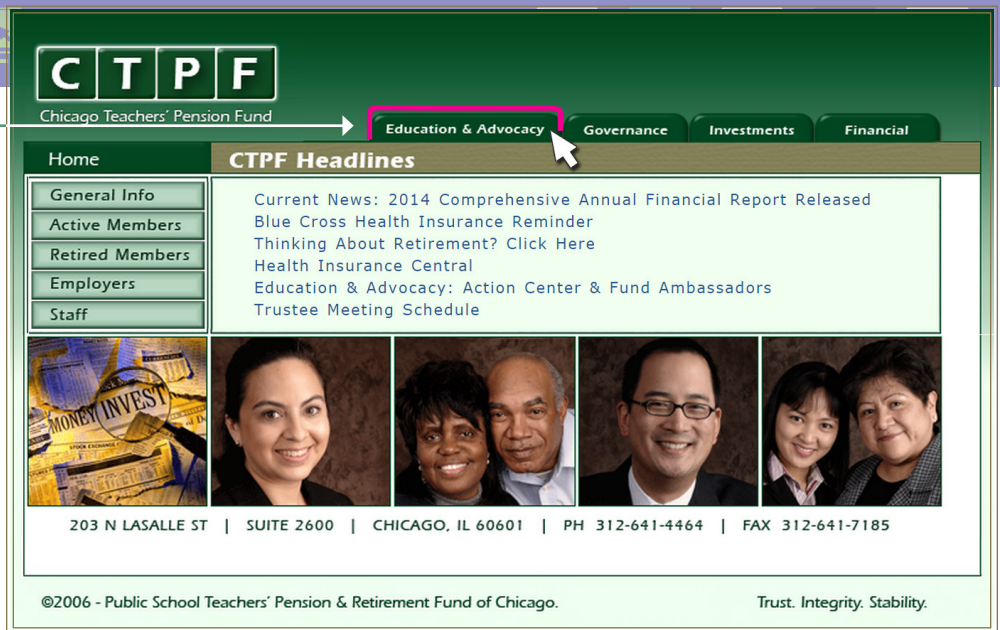 CTPF
Chicago Teachers' Pension Fund
Education & Advocacy
Governance
Investments
Financial
Home
CTPF Headlines
General Info
Active Members
Retired Members
Employers
Staff
Current News: 2014 Comprehensive Annual Financial Report Released
Blue Cross Health Insurance Reminder
Thinking About Retirement? Click Here
Health Insurance Central
Education & Advocacy: Action Center & Fund Ambassadors
Trustee Meeting Schedule
MONEY INVEST
STOCK EXCHANGE
203 N LASALLE ST | SUITE 2600 | CHICAGO, IL 60601 | PH 312-641-4464 | FAX 312-641-7185
©2006 - Public School Teachers' Pension & Retirement Fund of Chicago.
Trust. Integrity. Stability.